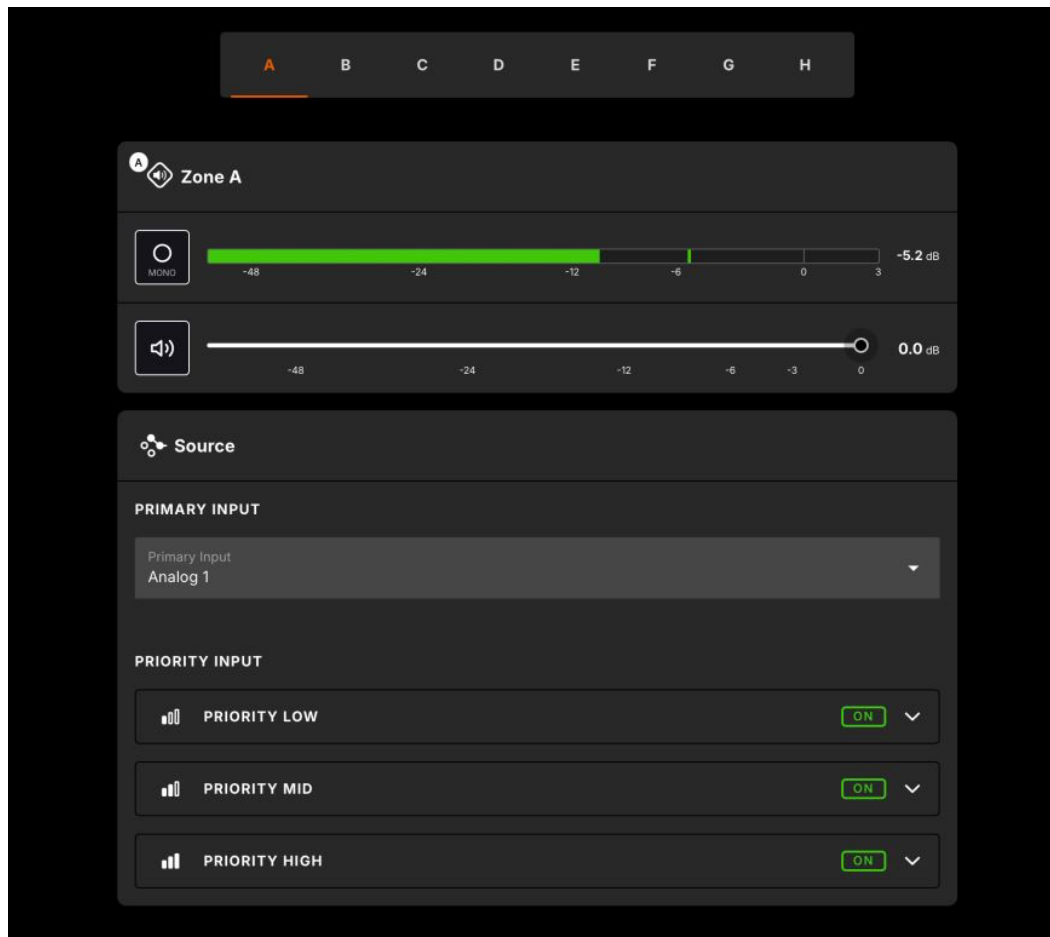 A B C D E F G H
A Zone A
MONO
-48 -24 -12 -6 0 3
-5.2 dB
-48 -24 -12 -6 -3 0
0.0 dB
Source
PRIMARY INPUT
Primary Input
Analog 1
PRIORITY INPUT
PRIORITY LOW ON
PRIORITY MID ON
PRIORITY HIGH ON